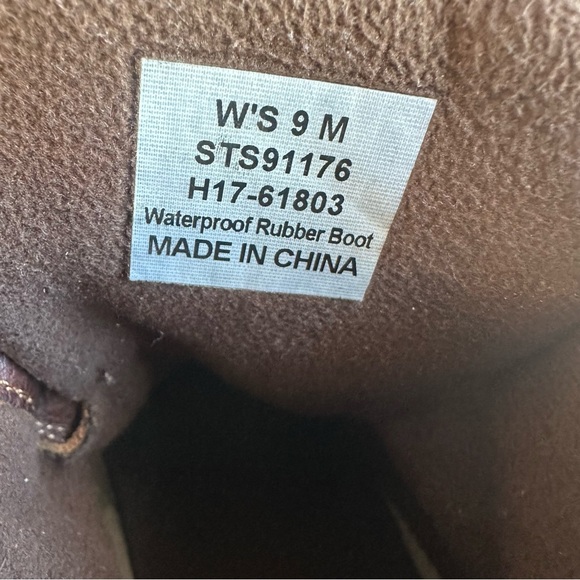 W'S 9 M
STS91176
H17-61803
Waterproof Rubber Boot
MADE IN CHINA